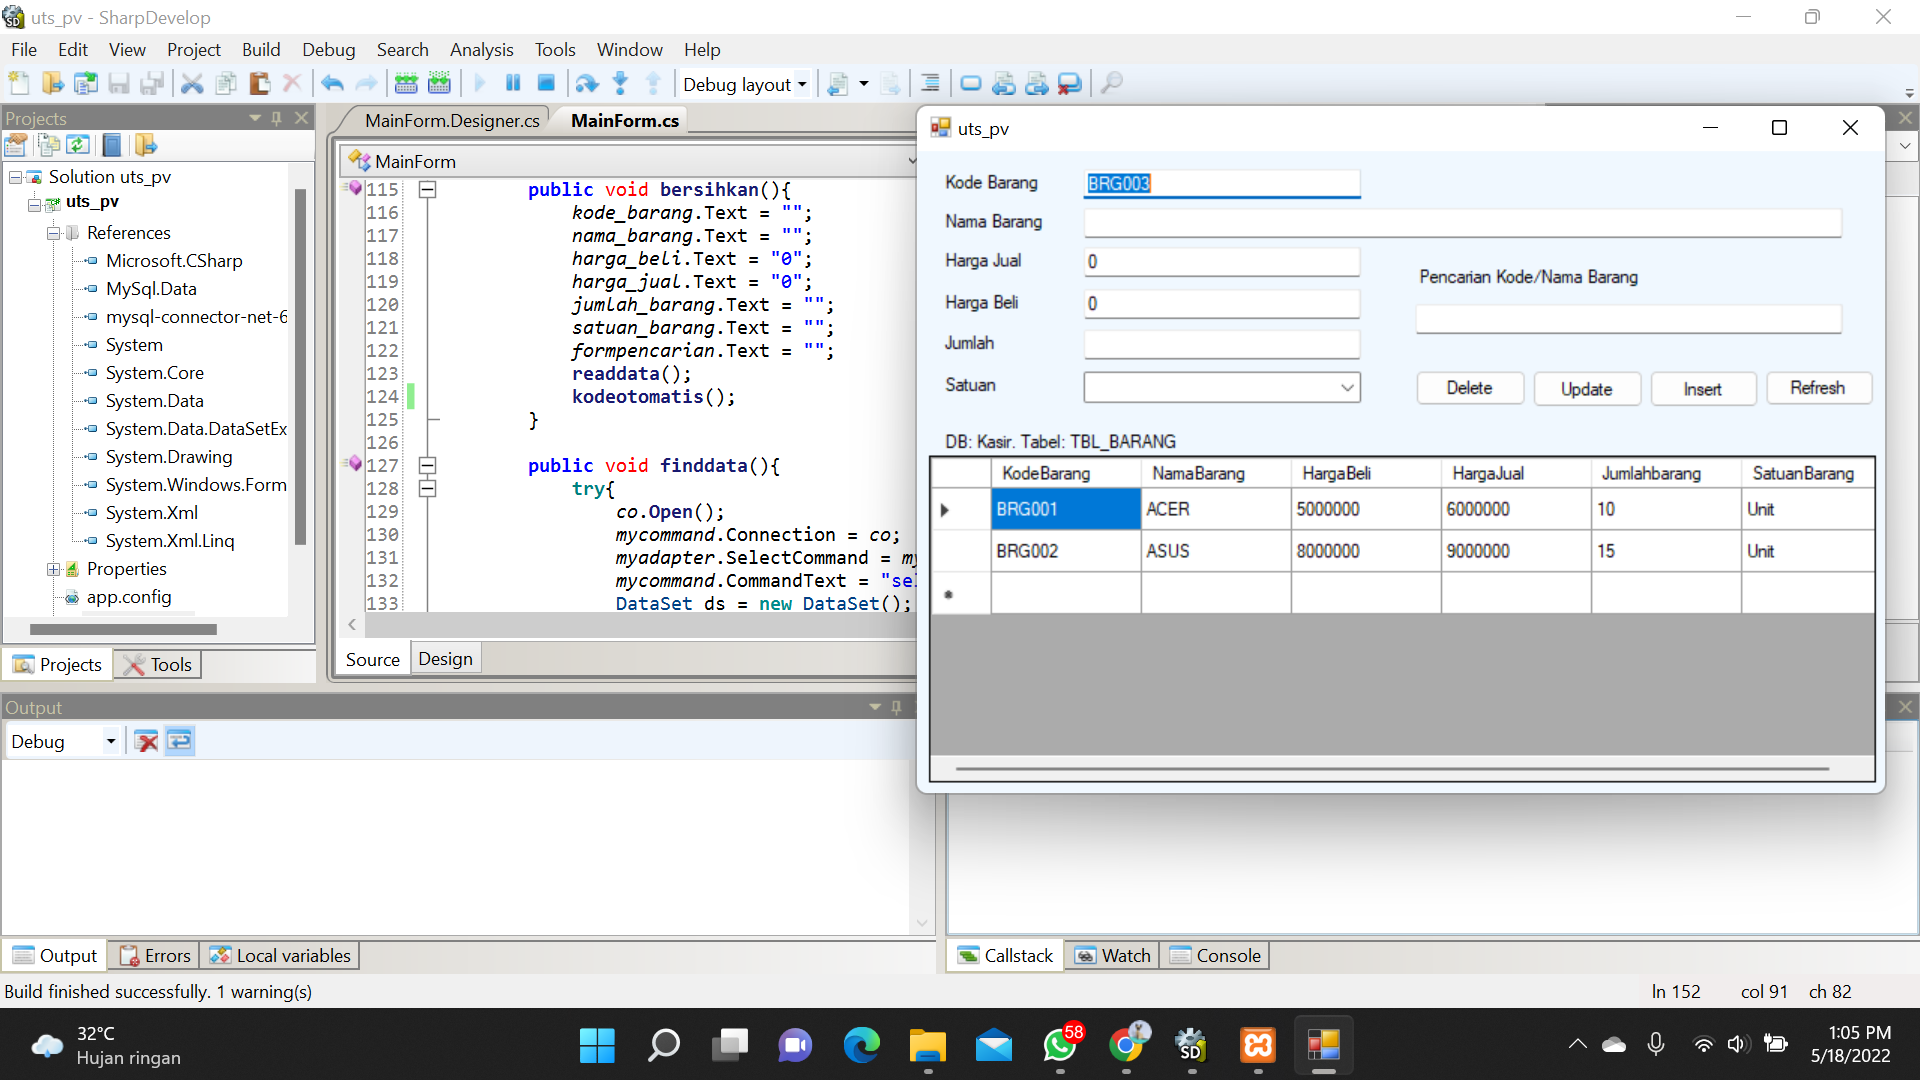 uts_pv - SharpDevelop
File Edit View Project Build Debug Search Analysis Tools Window Help
Debug layout
Projects
Solution uts_pv
uts_pv
References
Microsoft.CSharp
MySql.Data
mysql-connector-net-6
System
System.Core
System.Data
System.Data.DataSetEx
System.Drawing
System.Windows.Form
System.Xml
System.Xml.Linq
Properties
app.config
Projects Tools
MainForm.Designer.cs MainForm.cs
MainForm
115 public void bersihkan(){
116 kode_barang.Text = "";
117 nama_barang.Text = "";
118 harga_beli.Text = "0";
119 harga_jual.Text = "0";
120 jumlah_barang.Text = "";
121 satuan_barang.Text = "";
122 formpencarian.Text = "";
123 readdata();
124 kodeotomatis();
125 }
126
127 public void finddata(){
128 try{
129 co.Open();
130 mycommand.Connection = co;
131 myadapter.SelectCommand = my
132 mycommand.CommandText = "sel
133 DataSet ds = new DataSet();
Source Design
uts_pv
Kode Barang BRG003
Nama Barang
Harga Jual 0
Harga Beli 0
Jumlah
Satuan
Pencarian Kode/Nama Barang
Delete Update Insert Refresh
DB: Kasir. Tabel: TBL_BARANG
KodeBarang NamaBarang HargaBeli HargaJual Jumlahbarang SatuanBarang
BRG001 ACER 5000000 6000000 10 Unit
BRG002 ASUS 8000000 9000000 15 Unit
Output
Debug
Output Errors Local variables
Callstack Watch Console
Build finished successfully. 1 warning(s)
ln 152 col 91 ch 82
32°C
Hujan ringan
58
SD
1:05 PM
5/18/2022